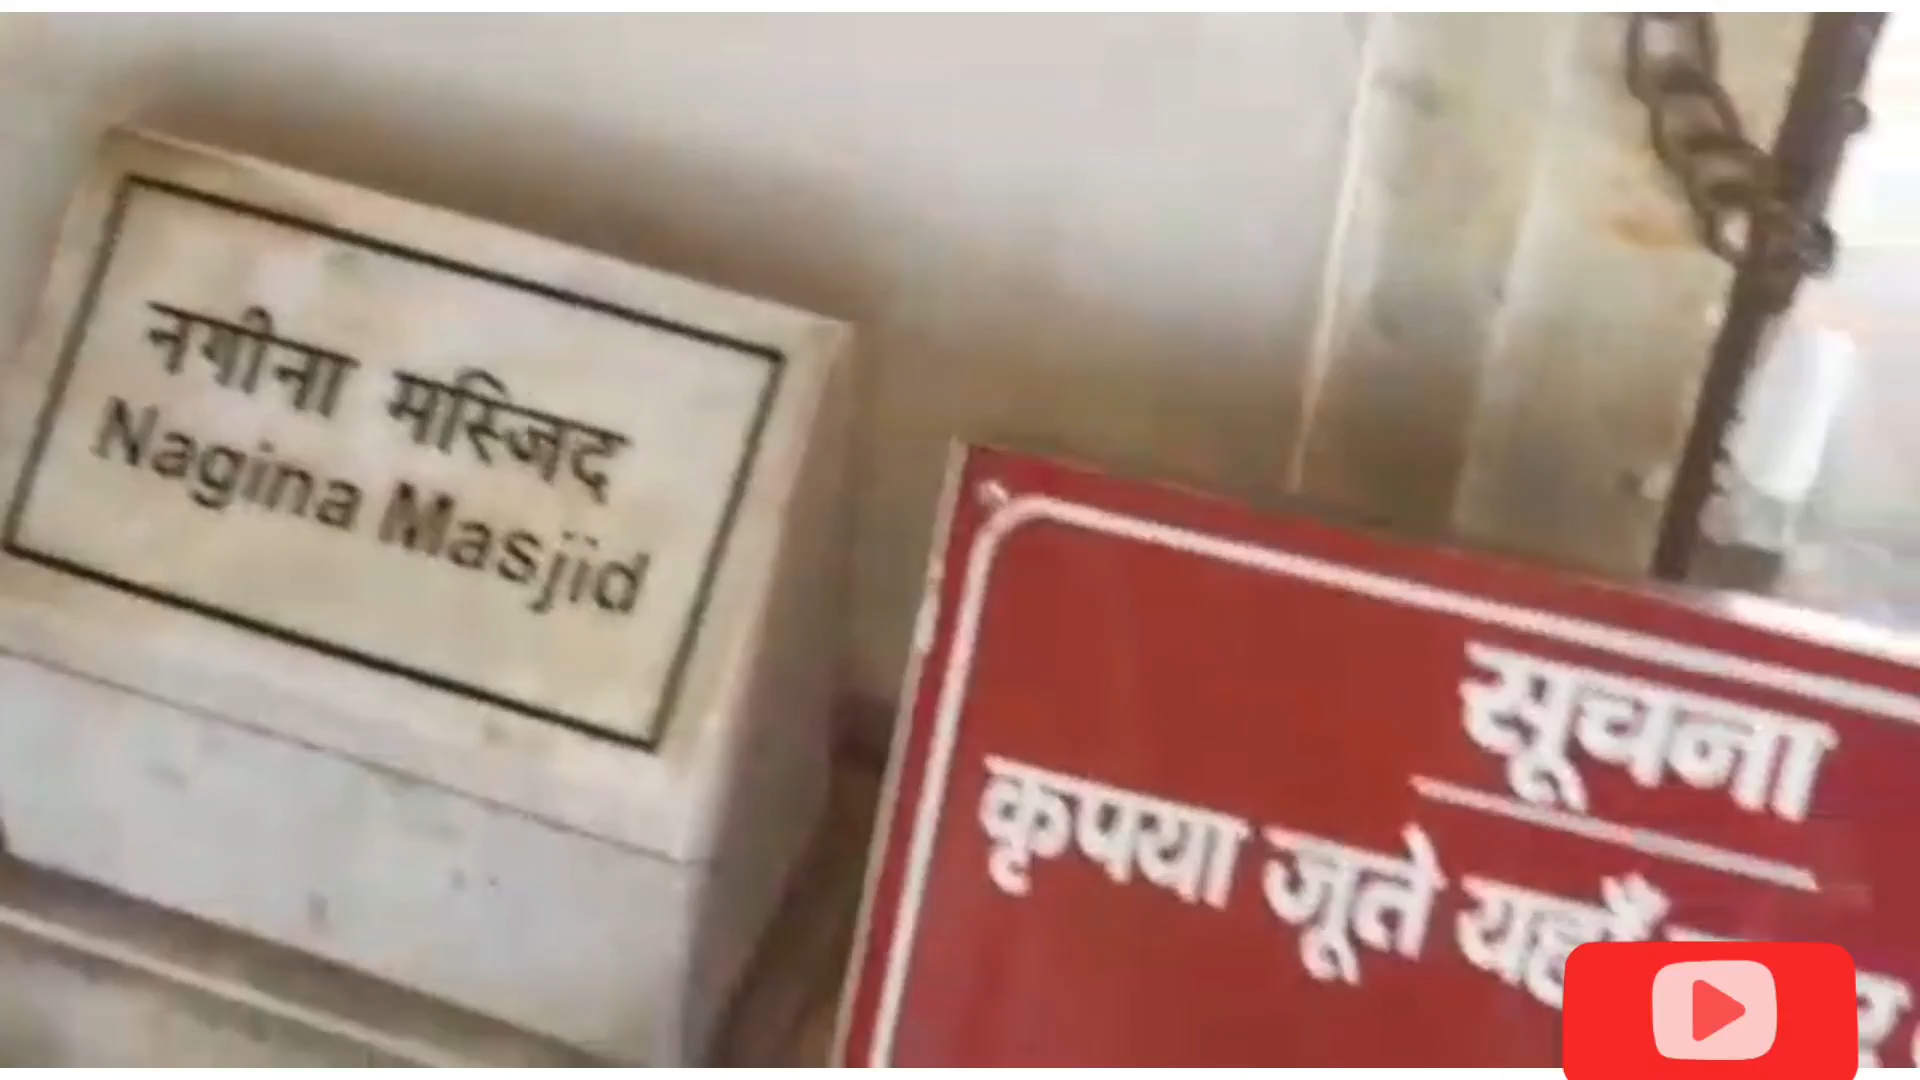 नगीना मस्जिद
Nagina Masjid
सूचना
कृपया जूते यहाँ